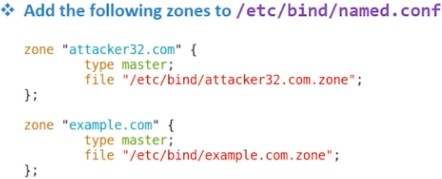 ❖ Add the following zones to /etc/bind/named.conf
zone "attacker32.com" {
type master;
file "/etc/bind/attacker32.com.zone";
};
zone "example.com" {
type master;
file "/etc/bind/example.com.zone";
};